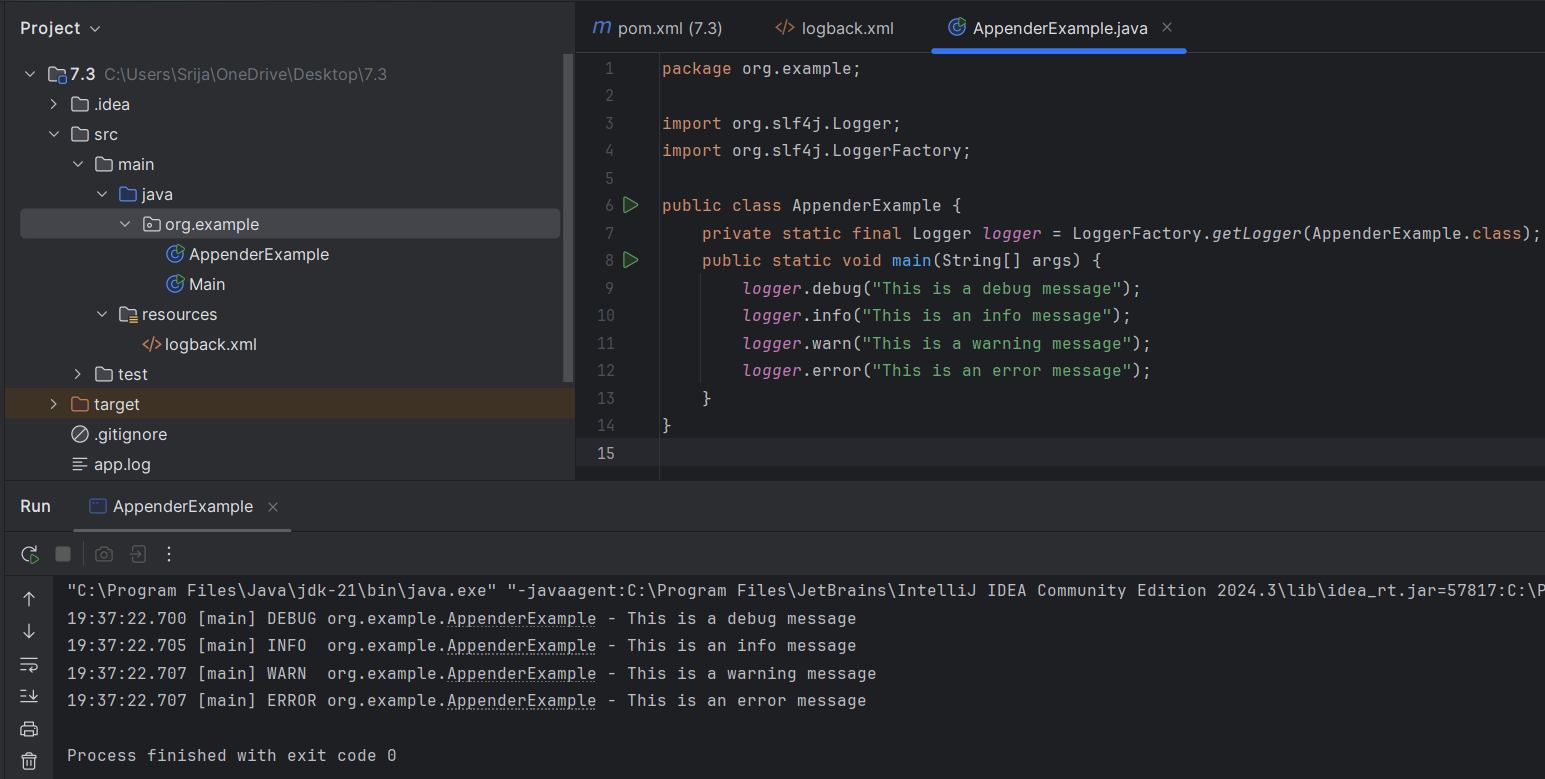 Project
7.3 C:\Users\Srija\OneDrive\Desktop\7.3
.idea
src
main
java
org.example
AppenderExample
Main
resources
logback.xml
test
target
.gitignore
app.log
pom.xml (7.3)
logback.xml
AppenderExample.java
1 package org.example;
2
3 import org.slf4j.Logger;
4 import org.slf4j.LoggerFactory;
5
6 public class AppenderExample {
7 private static final Logger logger = LoggerFactory.getLogger(AppenderExample.class);
8 public static void main(String[] args) {
9 logger.debug("This is a debug message");
10 logger.info("This is an info message");
11 logger.warn("This is a warning message");
12 logger.error("This is an error message");
13 }
14 }
15
Run AppenderExample
"C:\Program Files\Java\jdk-21\bin\java.exe" "-javaagent:C:\Program Files\JetBrains\IntelliJ IDEA Community Edition 2024.3\lib\idea_rt.jar=57817:C:\P
19:37:22.700 [main] DEBUG org.example.AppenderExample - This is a debug message
19:37:22.705 [main] INFO  org.example.AppenderExample - This is an info message
19:37:22.707 [main] WARN  org.example.AppenderExample - This is a warning message
19:37:22.707 [main] ERROR org.example.AppenderExample - This is an error message
Process finished with exit code 0